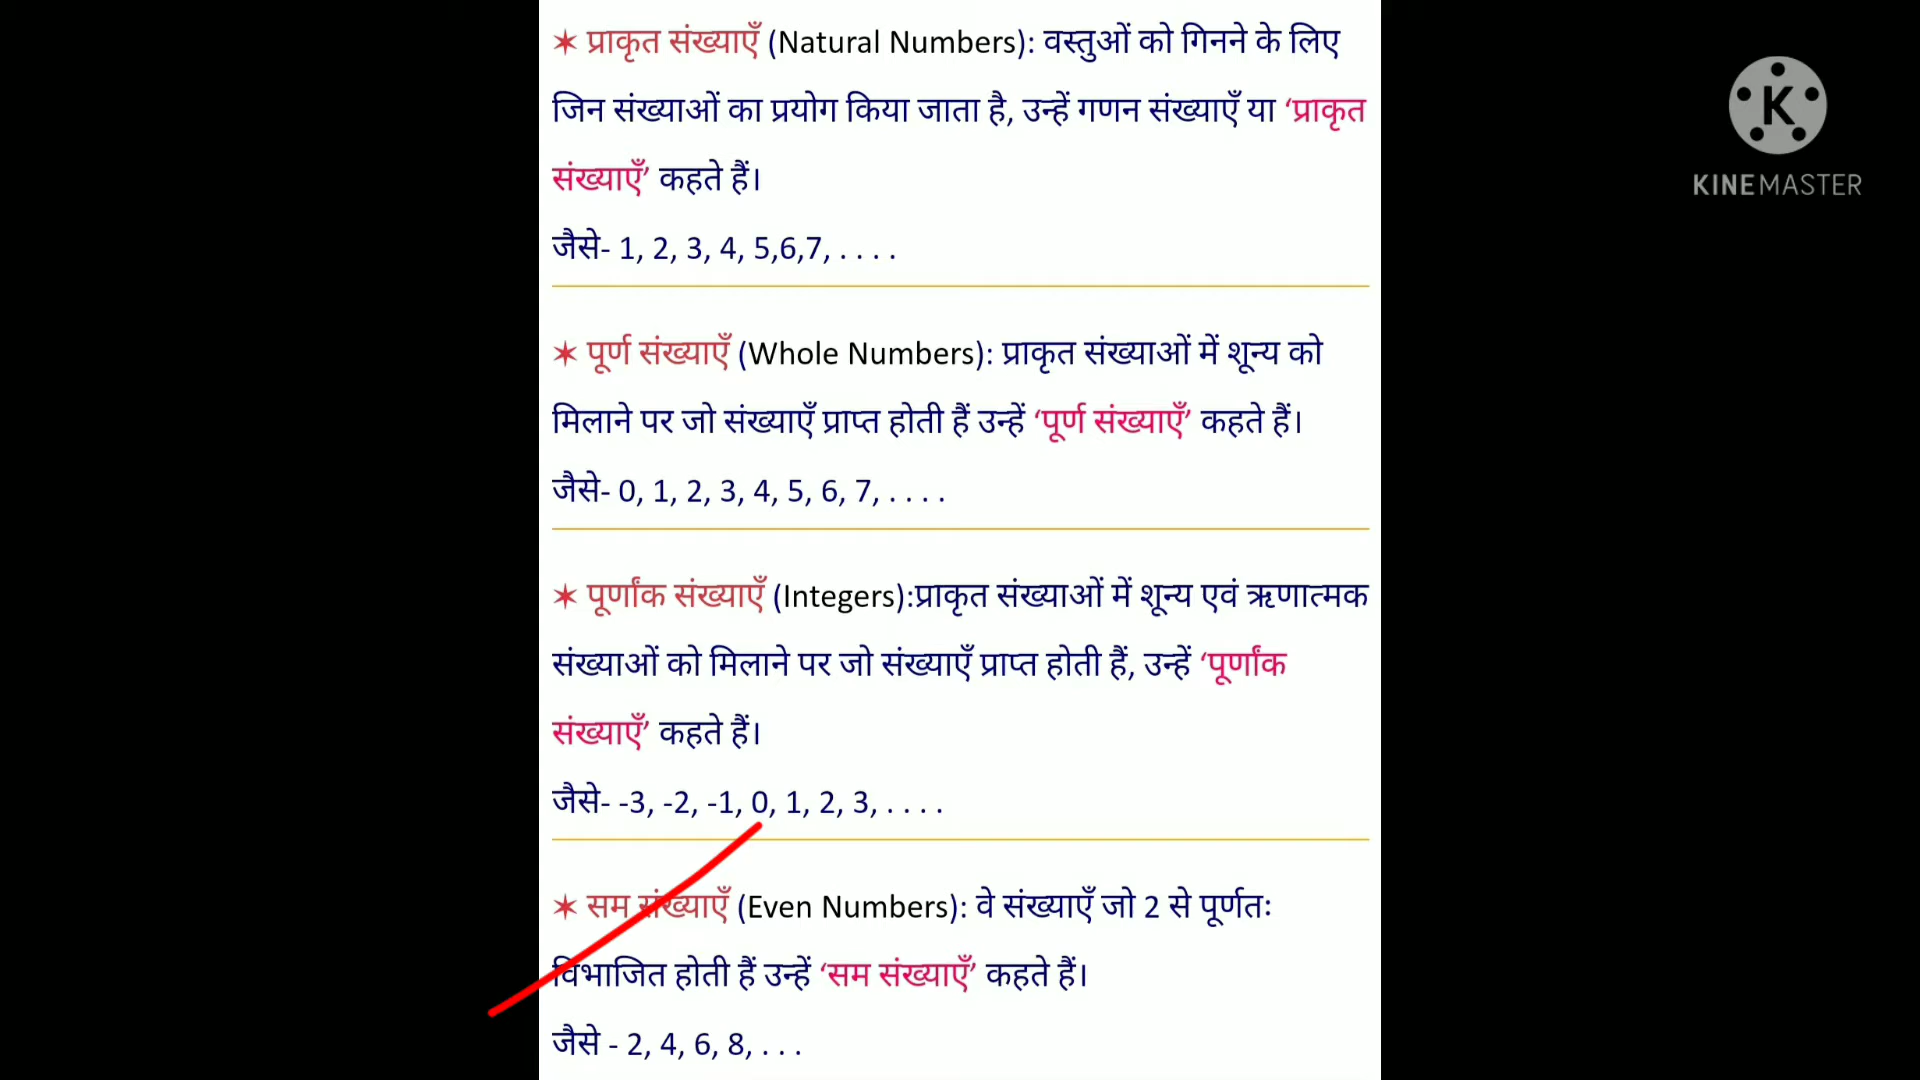 ✶ प्राकृत संख्याएँ (Natural Numbers): वस्तुओं को गिनने के लिए
जिन संख्याओं का प्रयोग किया जाता है, उन्हें गणन संख्याएँ या ‘प्राकृत
संख्याएँ’ कहते हैं।
जैसे- 1, 2, 3, 4, 5,6,7, . . . .
✶ पूर्ण संख्याएँ (Whole Numbers): प्राकृत संख्याओं में शून्य को
मिलाने पर जो संख्याएँ प्राप्त होती हैं उन्हें ‘पूर्ण संख्याएँ’ कहते हैं।
जैसे- 0, 1, 2, 3, 4, 5, 6, 7, . . . .
✶ पूर्णांक संख्याएँ (Integers):प्राकृत संख्याओं में शून्य एवं ऋणात्मक
संख्याओं को मिलाने पर जो संख्याएँ प्राप्त होती हैं, उन्हें ‘पूर्णांक
संख्याएँ’ कहते हैं।
जैसे- -3, -2, -1, 0, 1, 2, 3, . . . .
✶ सम संख्याएँ (Even Numbers): वे संख्याएँ जो 2 से पूर्णतः
विभाजित होती हैं उन्हें ‘सम संख्याएँ’ कहते हैं।
जैसे - 2, 4, 6, 8, . . .
K
KINEMASTER